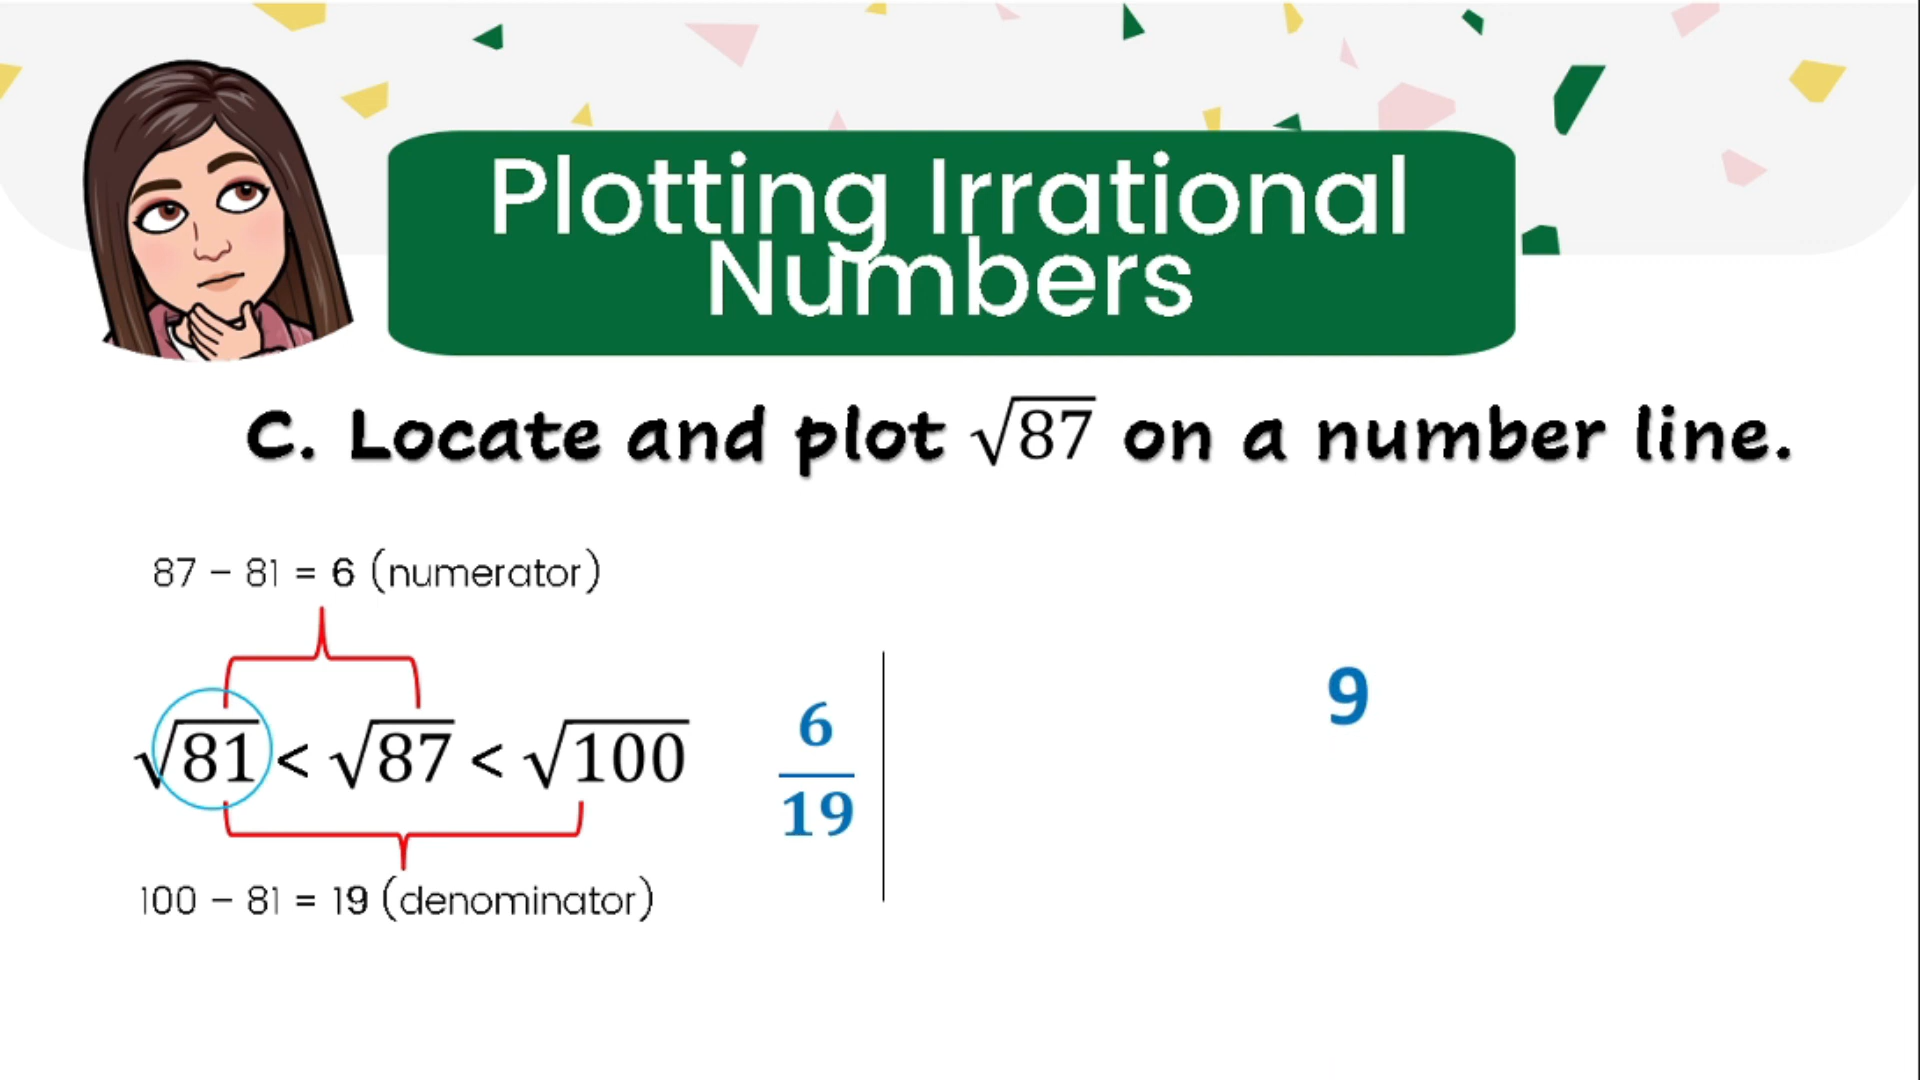 Plotting Irrational
Numbers
C. Locate and plot √87 on a number line.
87 – 81 = 6 (numerator)
√81 < √87 < √100
6
19
9
100 – 81 = 19 (denominator)